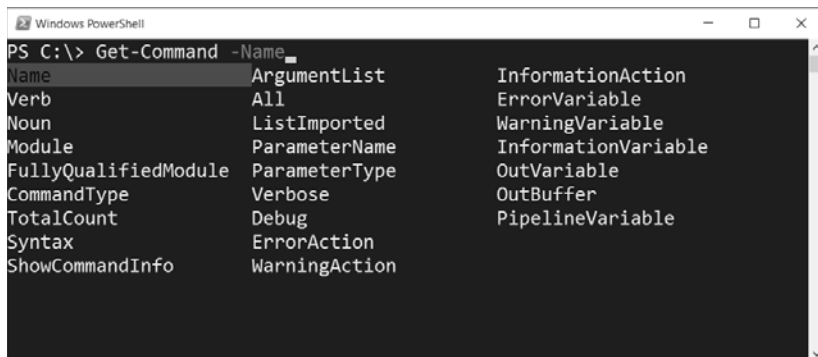 Windows PowerShell
PS C:\> Get-Command -Name
Name ArgumentList InformationAction
Verb All ErrorVariable
Noun ListImported WarningVariable
Module ParameterName InformationVariable
FullyQualifiedModule ParameterType OutVariable
CommandType Verbose OutBuffer
TotalCount Debug PipelineVariable
Syntax ErrorAction
ShowCommandInfo WarningAction